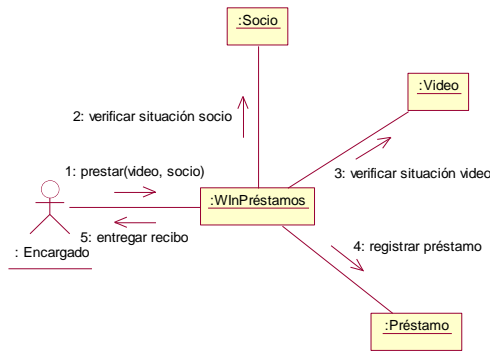 :Socio
:Video
2: verificar situación socio
1: prestar(video, socio)
3: verificar situación video
:WInPréstamos
5: entregar recibo
4: registrar préstamo
: Encargado
:Préstamo